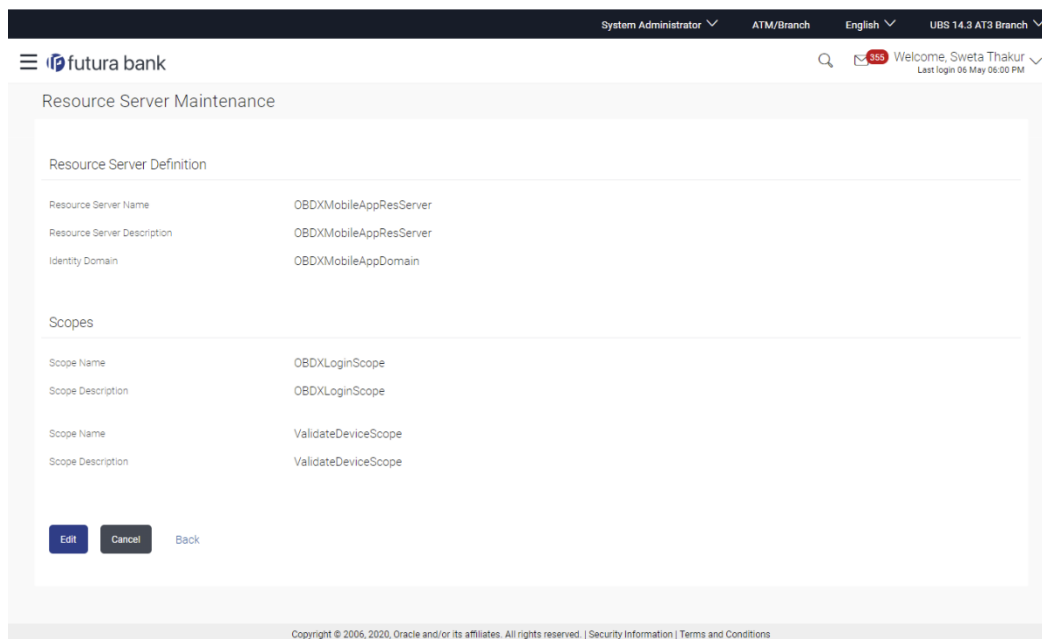 System Administrator ATM/Branch English UBS 14.3 AT3 Branch
futura bank 355 Welcome, Sweta Thakur
Last login 06 May 06:00 PM
Resource Server Maintenance
Resource Server Definition
Resource Server Name OBDXMobileAppResServer
Resource Server Description OBDXMobileAppResServer
Identity Domain OBDXMobileAppDomain
Scopes
Scope Name OBDXLoginScope
Scope Description OBDXLoginScope
Scope Name ValidateDeviceScope
Scope Description ValidateDeviceScope
Edit Cancel Back
Copyright © 2006, 2020, Oracle and/or its affiliates. All rights reserved. | Security Information | Terms and Conditions